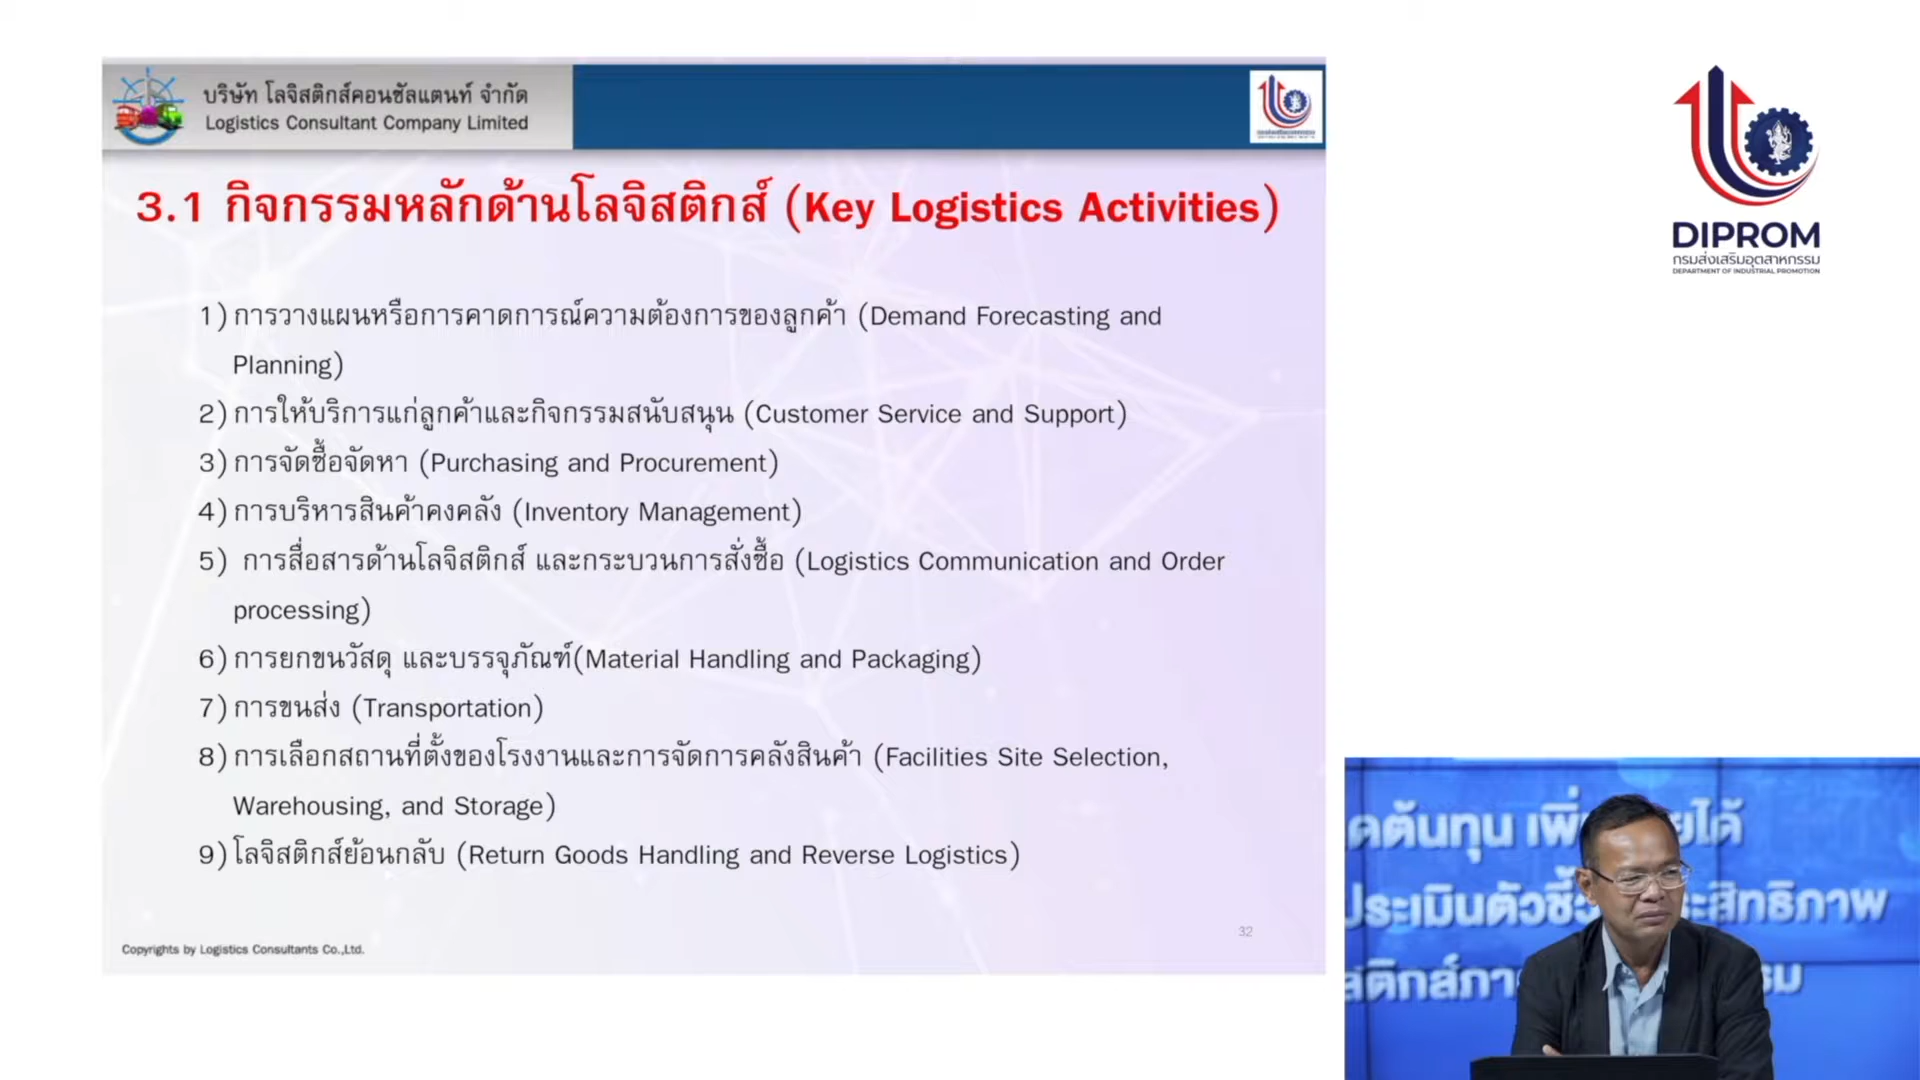 บริษัท โลจิสติกส์คอนซัลแตนท์ จำกัด
Logistics Consultant Company Limited
3.1 กิจกรรมหลักด้านโลจิสติกส์ (Key Logistics Activities)
1) การวางแผนหรือการคาดการณ์ความต้องการของลูกค้า (Demand Forecasting and
Planning)
2) การให้บริการแก่ลูกค้าและกิจกรรมสนับสนุน (Customer Service and Support)
3) การจัดซื้อจัดหา (Purchasing and Procurement)
4) การบริหารสินค้าคงคลัง (Inventory Management)
5) การสื่อสารด้านโลจิสติกส์ และกระบวนการสั่งซื้อ (Logistics Communication and Order
processing)
6) การยกขนวัสดุ และบรรจุภัณฑ์(Material Handling and Packaging)
7) การขนส่ง (Transportation)
8) การเลือกสถานที่ตั้งของโรงงานและการจัดการคลังสินค้า (Facilities Site Selection,
Warehousing, and Storage)
9) โลจิสติกส์ย้อนกลับ (Return Goods Handling and Reverse Logistics)
32
Copyrights by Logistics Consultants Co.,Ltd.
DIPROM
กรมส่งเสริมอุตสาหกรรม
DEPARTMENT OF INDUSTRIAL PROMOTION
ดต้นทุน